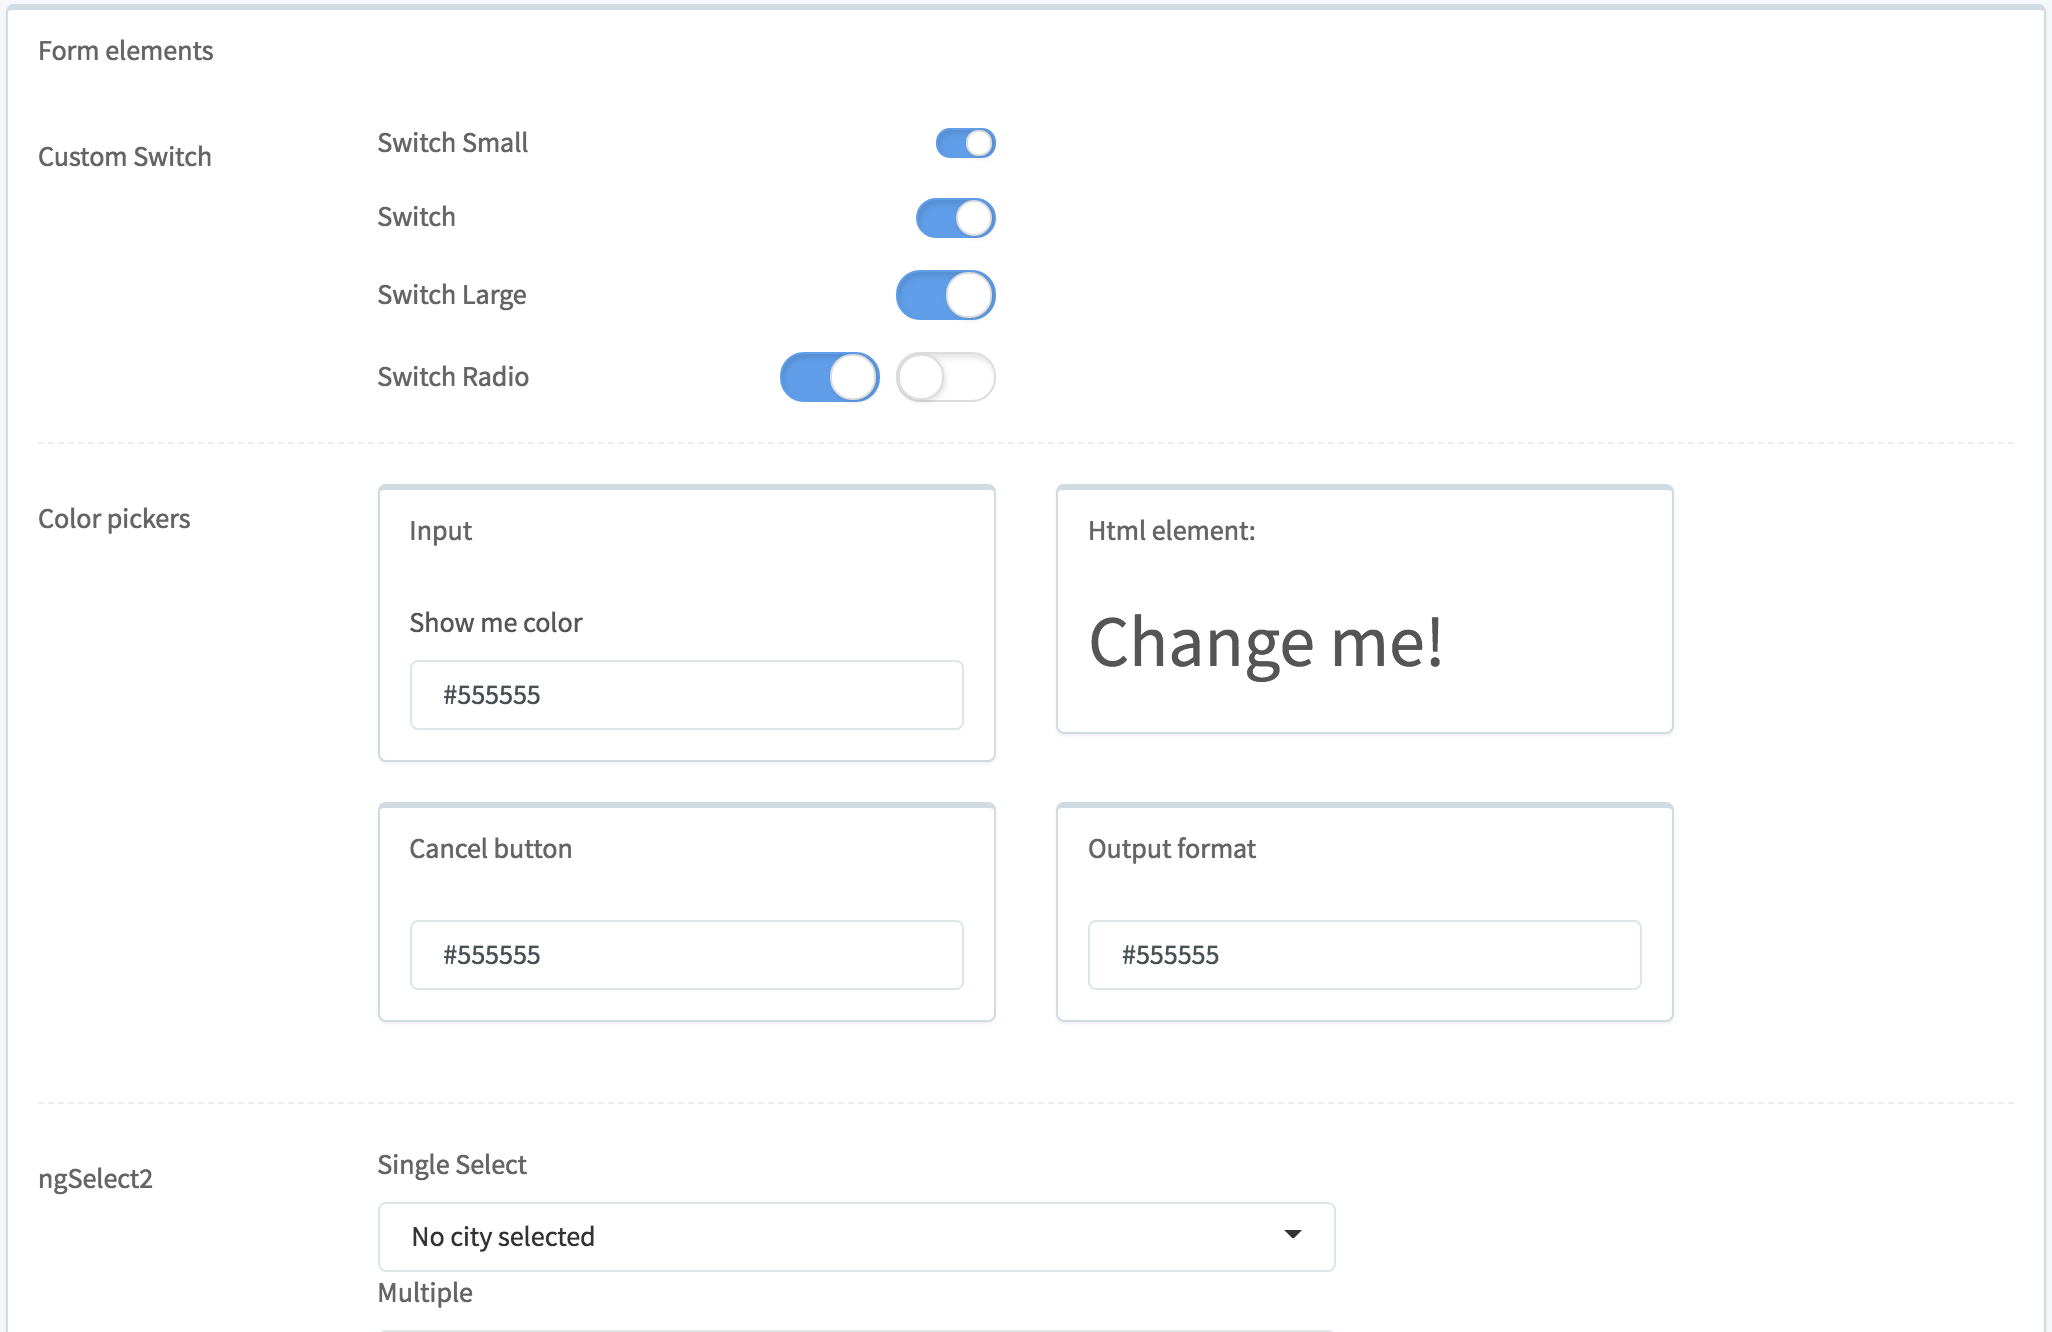 Form elements
Custom Switch
Switch Small
Switch
Switch Large
Switch Radio
Color pickers
Input
Show me color
#555555
Html element:
Change me!
Cancel button
#555555
Output format
#555555
ngSelect2
Single Select
No city selected
Multiple